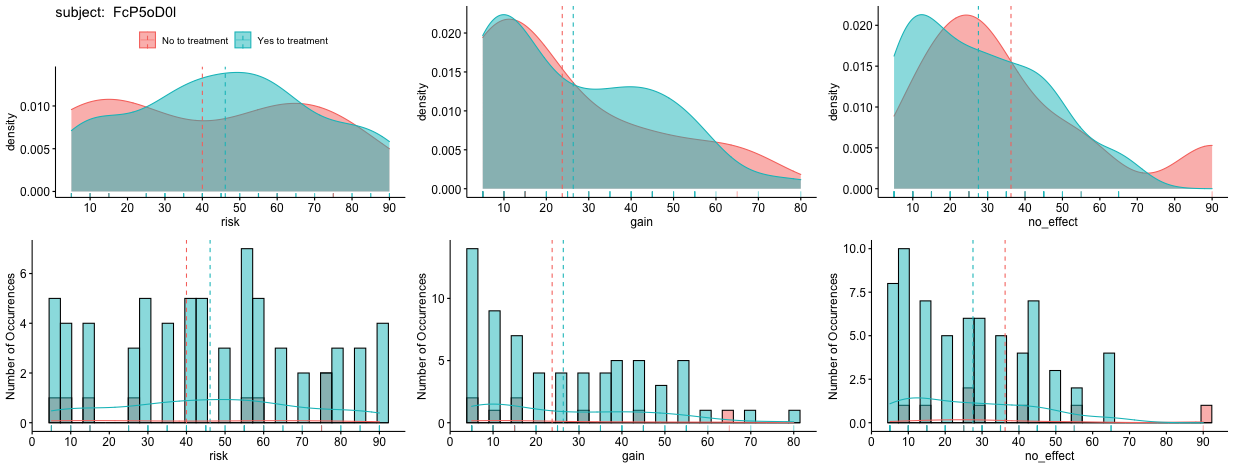 subject: FcP5oD0l
No to treatment Yes to treatment
density
0.010
0.005
0.000
10 20 30 40 50 60 70 80 90
risk
density
0.020
0.015
0.010
0.005
0.000
10 20 30 40 50 60 70 80
gain
density
0.020
0.015
0.010
0.005
0.000
10 20 30 40 50 60 70 80 90
no_effect
Number of Occurrences
6
4
2
0
0 10 20 30 40 50 60 70 80 90
risk
Number of Occurrences
10
5
0
0 10 20 30 40 50 60 70 80
gain
Number of Occurrences
10.0
7.5
5.0
2.5
0.0
0 10 20 30 40 50 60 70 80 90
no_effect